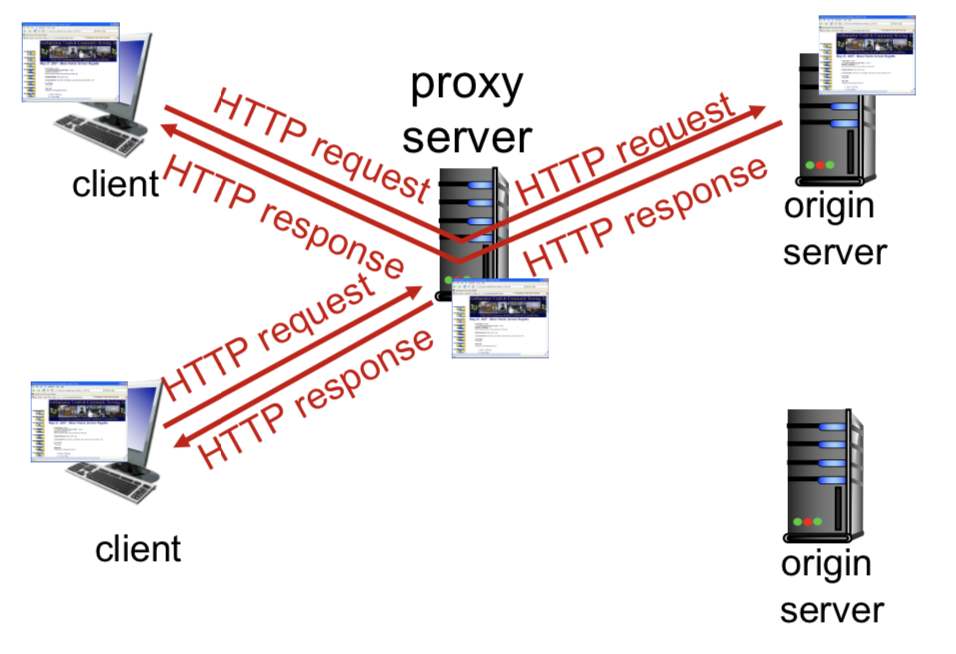 proxy
server
HTTP request
HTTP request
client
HTTP response
HTTP response
origin
server
HTTP request
HTTP response
client
origin
server